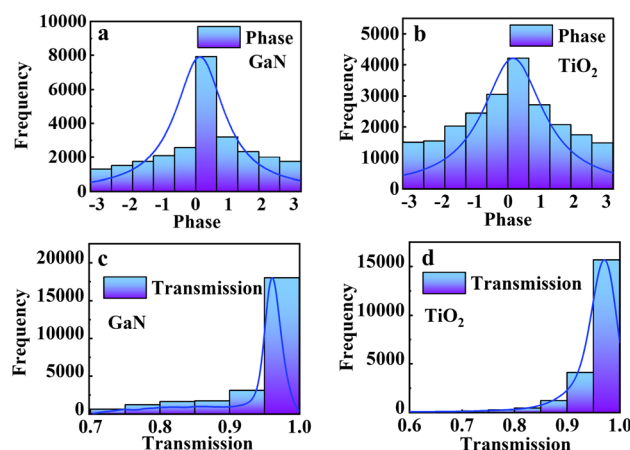 a
Phase
GaN
10000
8000
6000
4000
2000
0
Frequency
-3 -2 -1 0 1 2 3
Phase
b
Phase
TiO2
5000
4000
3000
2000
1000
0
Frequency
-3 -2 -1 0 1 2 3
Phase
c
Transmission
GaN
20000
15000
10000
5000
0
Frequency
0.7 0.8 0.9 1.0
Transmission
d
Transmission
TiO2
15000
10000
5000
0
Frequency
0.6 0.7 0.8 0.9 1.0
Transmission